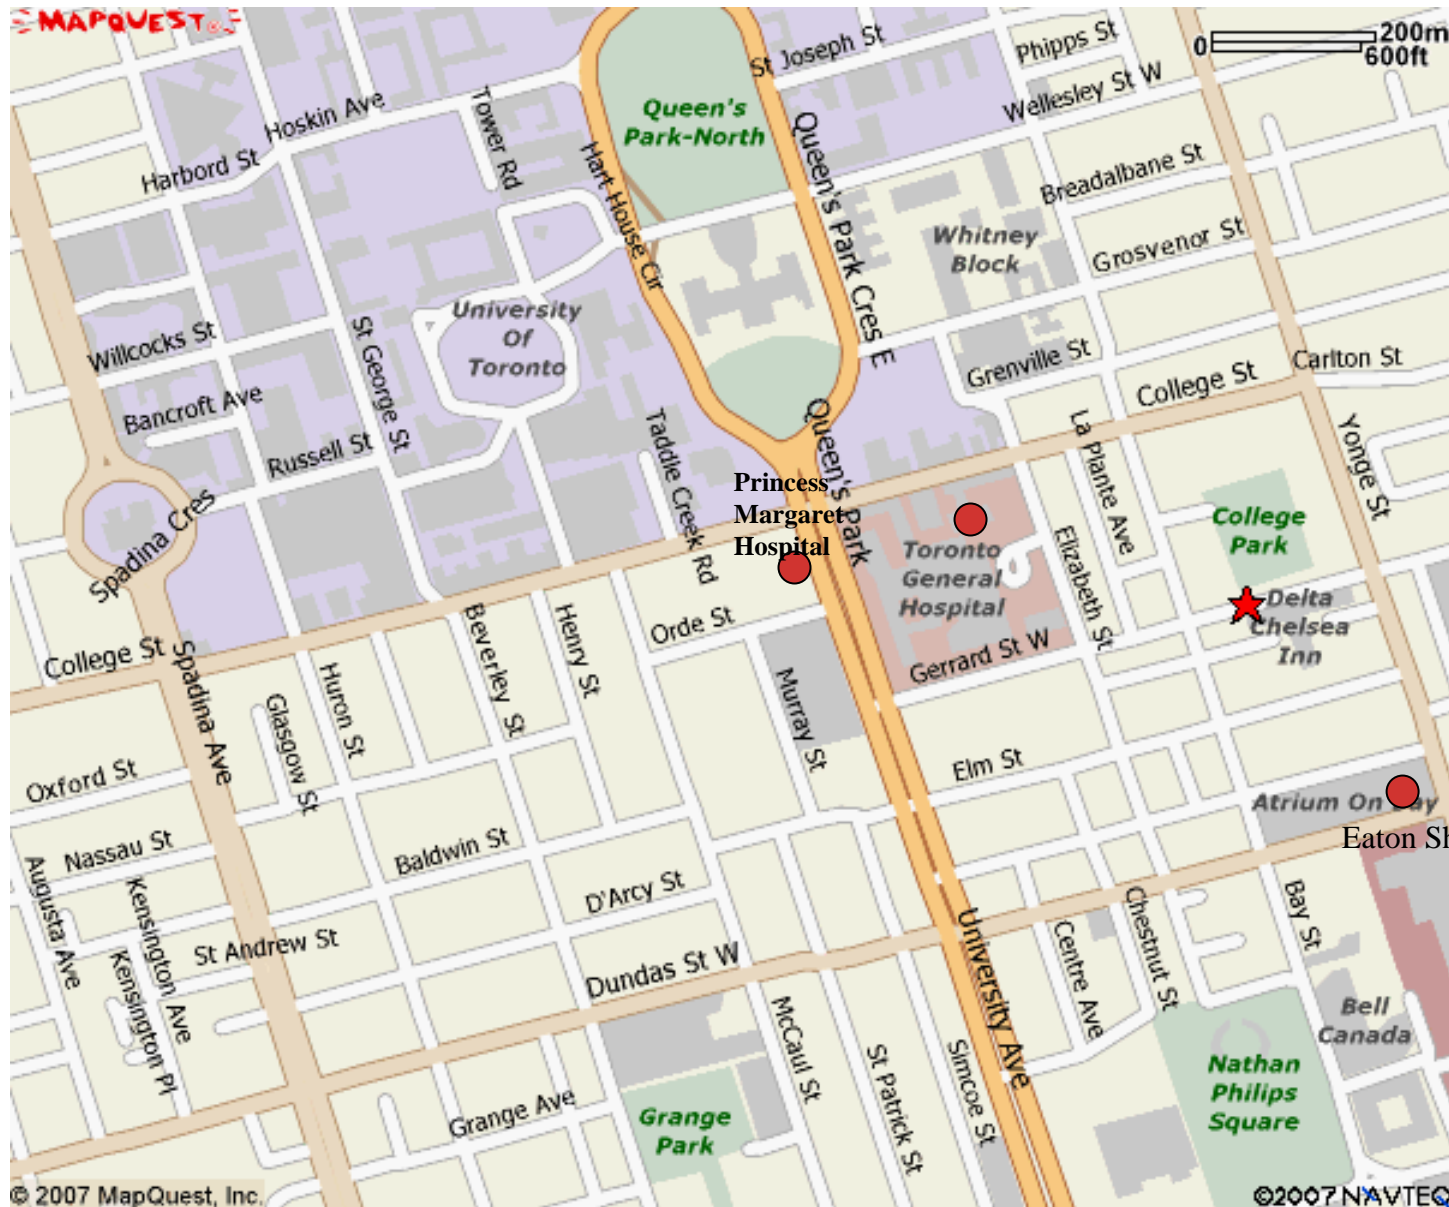 MAPQUEST®
0
200m
600ft
St Joseph St
Phipps St
Wellesley St W
Hoskin Ave
Tower Rd
Queen's
Park-North
Harbord St
Hart House Cir
Queen's Park Cres E
Breadalbane St
Whitney
Block
Grosvenor St
University
Of
Toronto
Willcocks St
St George St
Grenville St
Carlton St
College St
Bancroft Ave
Russell St
Taddle Creek Rd
Queen's Park
La Plante Ave
Yonge St
Princess
Margaret
Hospital
College
Park
Spadina Cres
Toronto
General
Hospital
Elizabeth St
Delta
Chelsea
Inn
College St
Spadina Ave
Beverley St
Henry St
Orde St
Gerrard St W
Huron St
Glasgow St
Murray St
Oxford St
Elm St
Atrium On Bay
Eaton Sh
Nassau St
Baldwin St
Augusta Ave
Kensington Ave
D'Arcy St
St Andrew St
Kensington Pl
Dundas St W
University Ave
Centre Ave
Chestnut St
Bay St
Bell
Canada
McCaul St
St Patrick St
Simcoe St
Nathan
Philips
Square
Grange Ave
Grange
Park
© 2007 MapQuest, Inc.
©2007 NAVTEQ